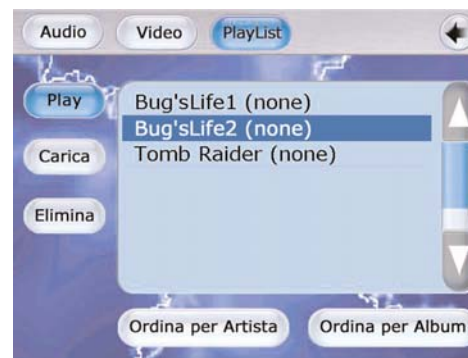 Audio Video PlayList
Play
Bug'sLife1 (none)
Bug'sLife2 (none)
Carica
Tomb Raider (none)
Elimina
Ordina per Artista Ordina per Album